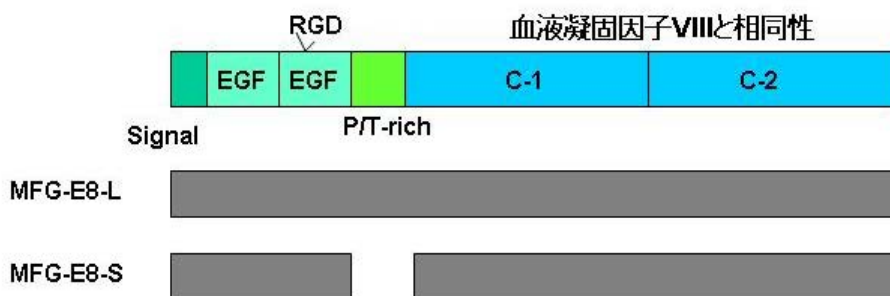 RGD 血液凝固因子VIIIと相同性
EGF EGF C-1 C-2
Signal P/T-rich
MFG-E8-L
MFG-E8-S